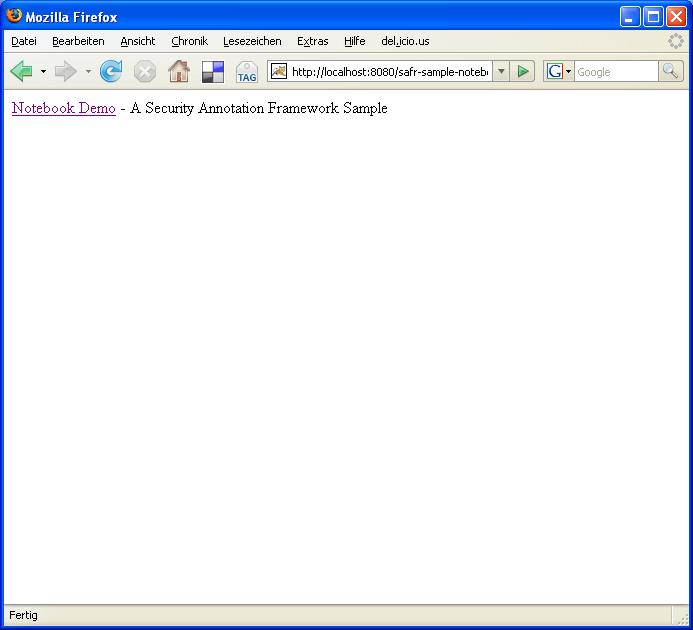 Mozilla Firefox
Datei Bearbeiten Ansicht Chronik Lesezeichen Extras Hilfe del.icio.us
TAG http://localhost:8080/safr-sample-noteb G Google
Notebook Demo - A Security Annotation Framework Sample
Fertig